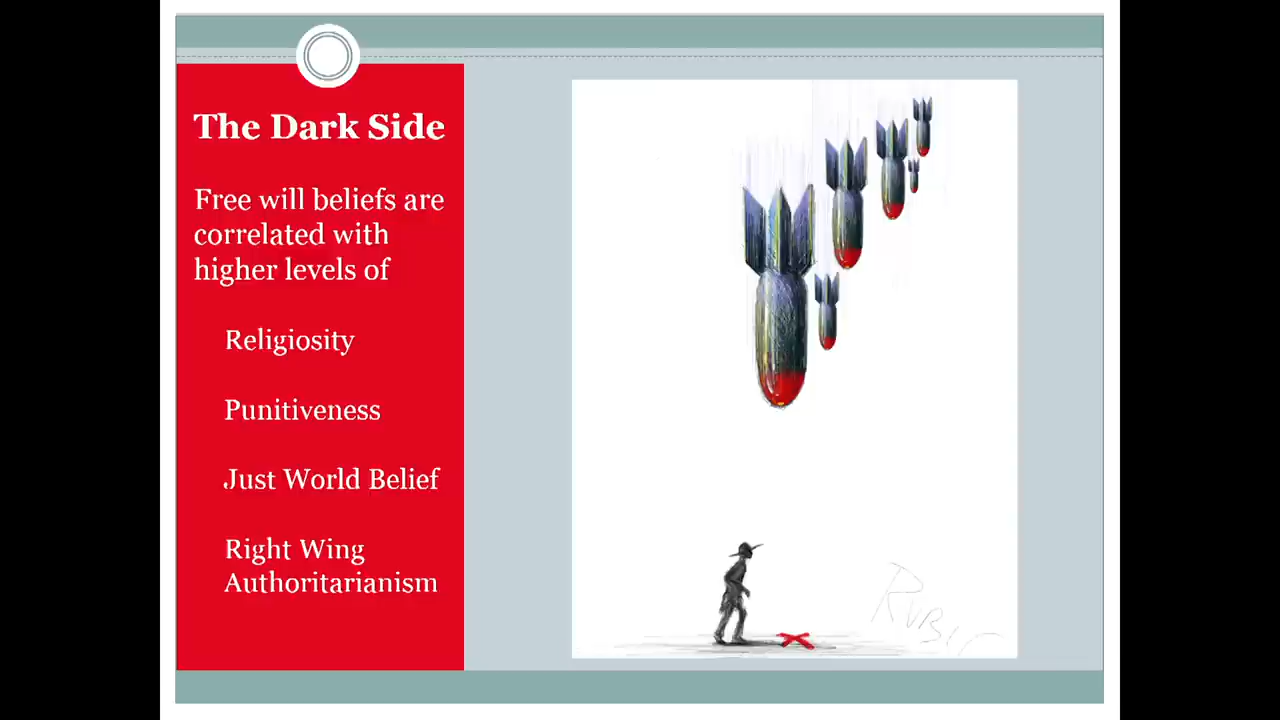 The Dark Side
Free will beliefs are
correlated with
higher levels of
Religiosity
Punitiveness
Just World Belief
Right Wing
Authoritarianism